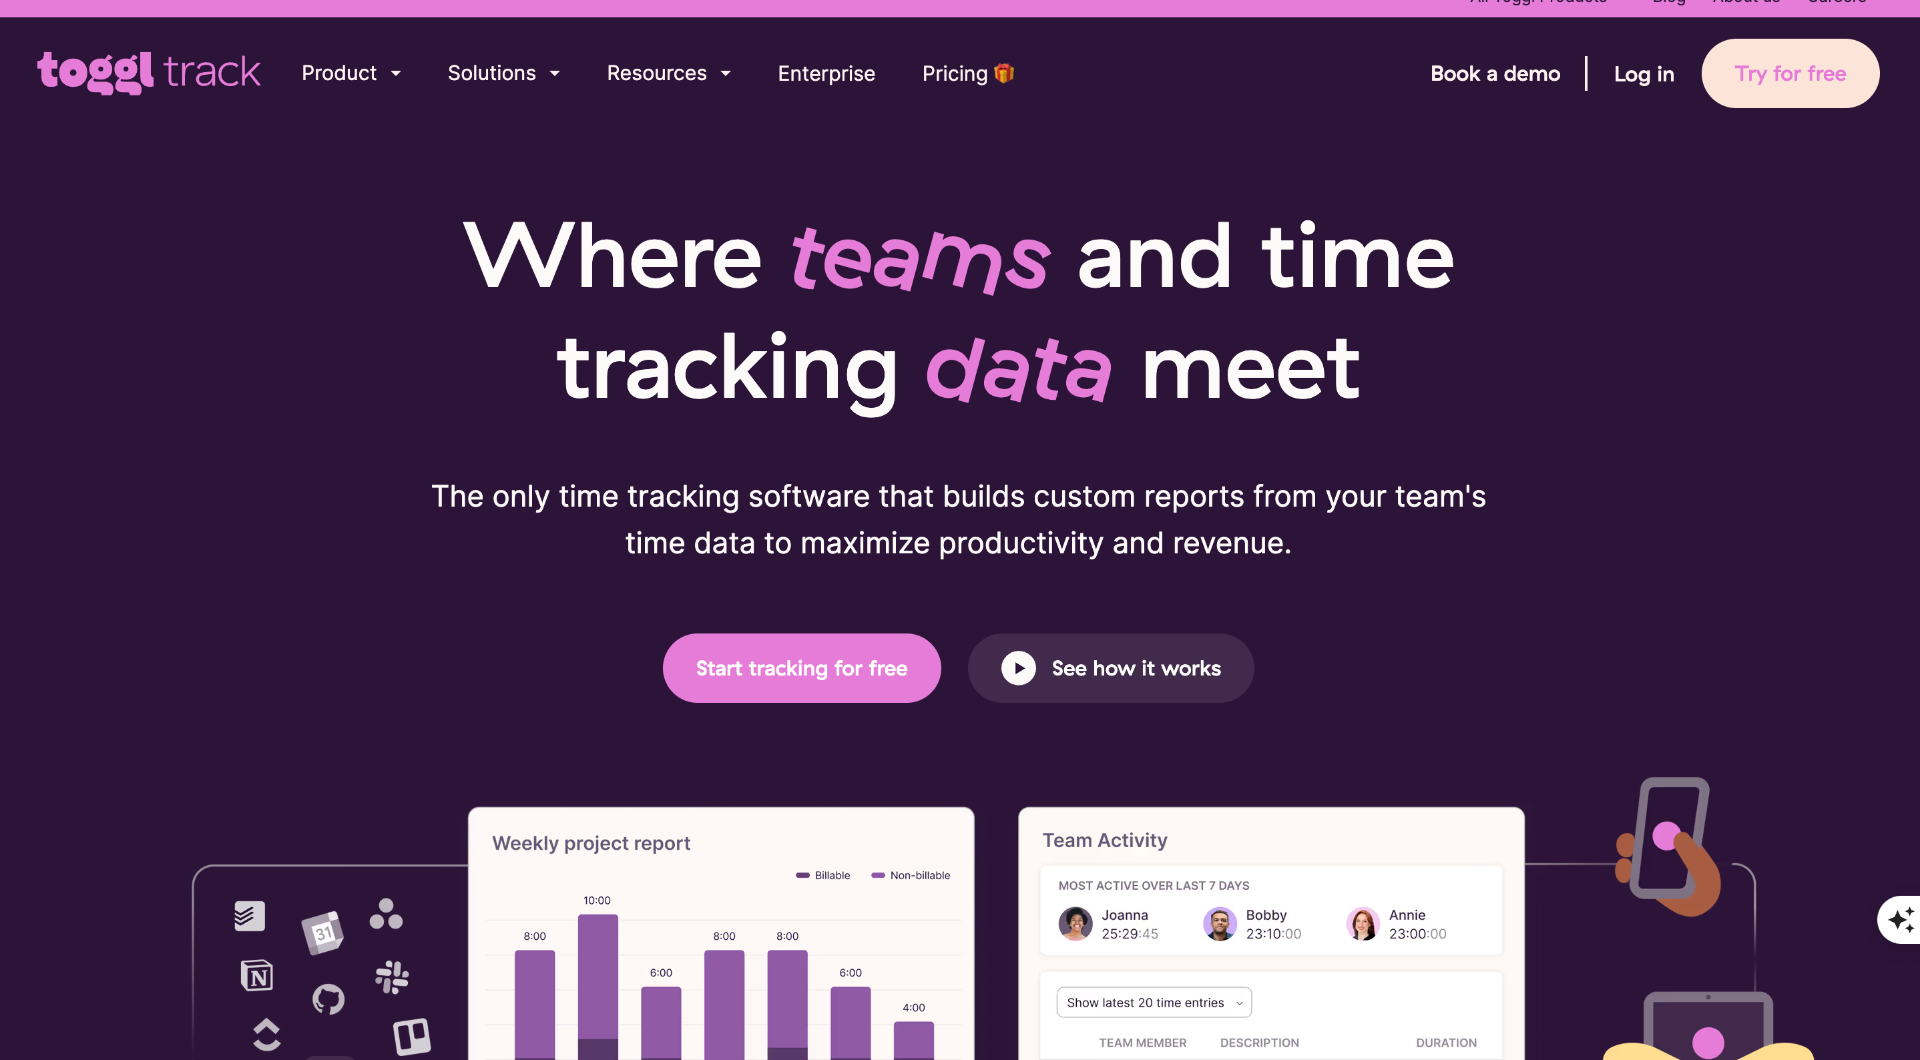 All Toggl Products Blog About us Careers
toggl track Product Solutions Resources Enterprise Pricing 🎁 Book a demo Log in Try for free
Where teams and time
tracking data meet
The only time tracking software that builds custom reports from your team's
time data to maximize productivity and revenue.
Start tracking for free See how it works
Weekly project report
Billable Non-billable
10:00
8:00 8:00 8:00
6:00 6:00
4:00
31
N
Team Activity
MOST ACTIVE OVER LAST 7 DAYS
Joanna Bobby Annie
25:29:45 23:10:00 23:00:00
Show latest 20 time entries
TEAM MEMBER DESCRIPTION DURATION